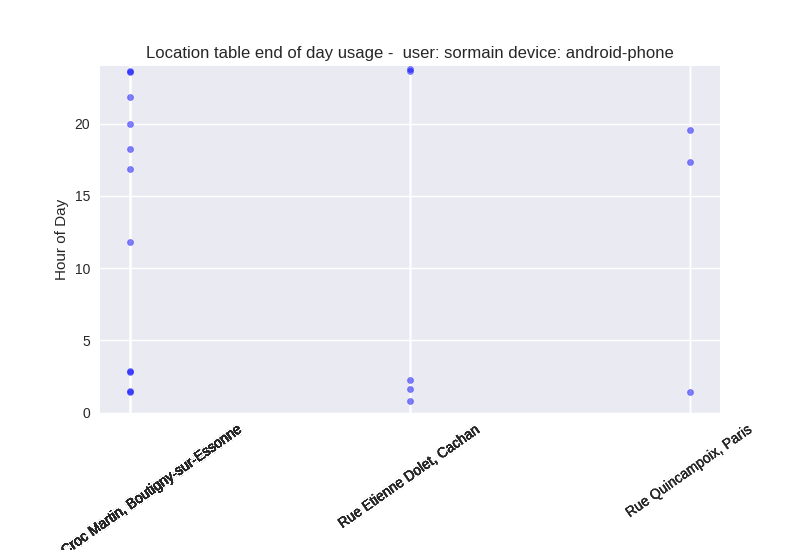 Location table end of day usage -  user: sormain device: android-phone
Hour of Day
20
15
10
5
0
Croc Martin, Boutigny-sur-Essonne
Rue Etienne Dolet, Cachan
Rue Quincampoix, Paris